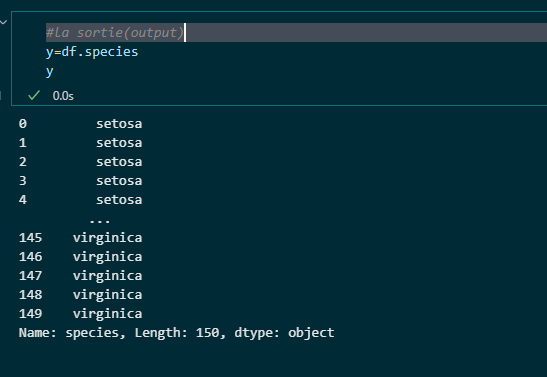 #la sortie(output)
y=df.species
y
0.0s
0 setosa
1 setosa
2 setosa
3 setosa
4 setosa
...
145 virginica
146 virginica
147 virginica
148 virginica
149 virginica
Name: species, Length: 150, dtype: object